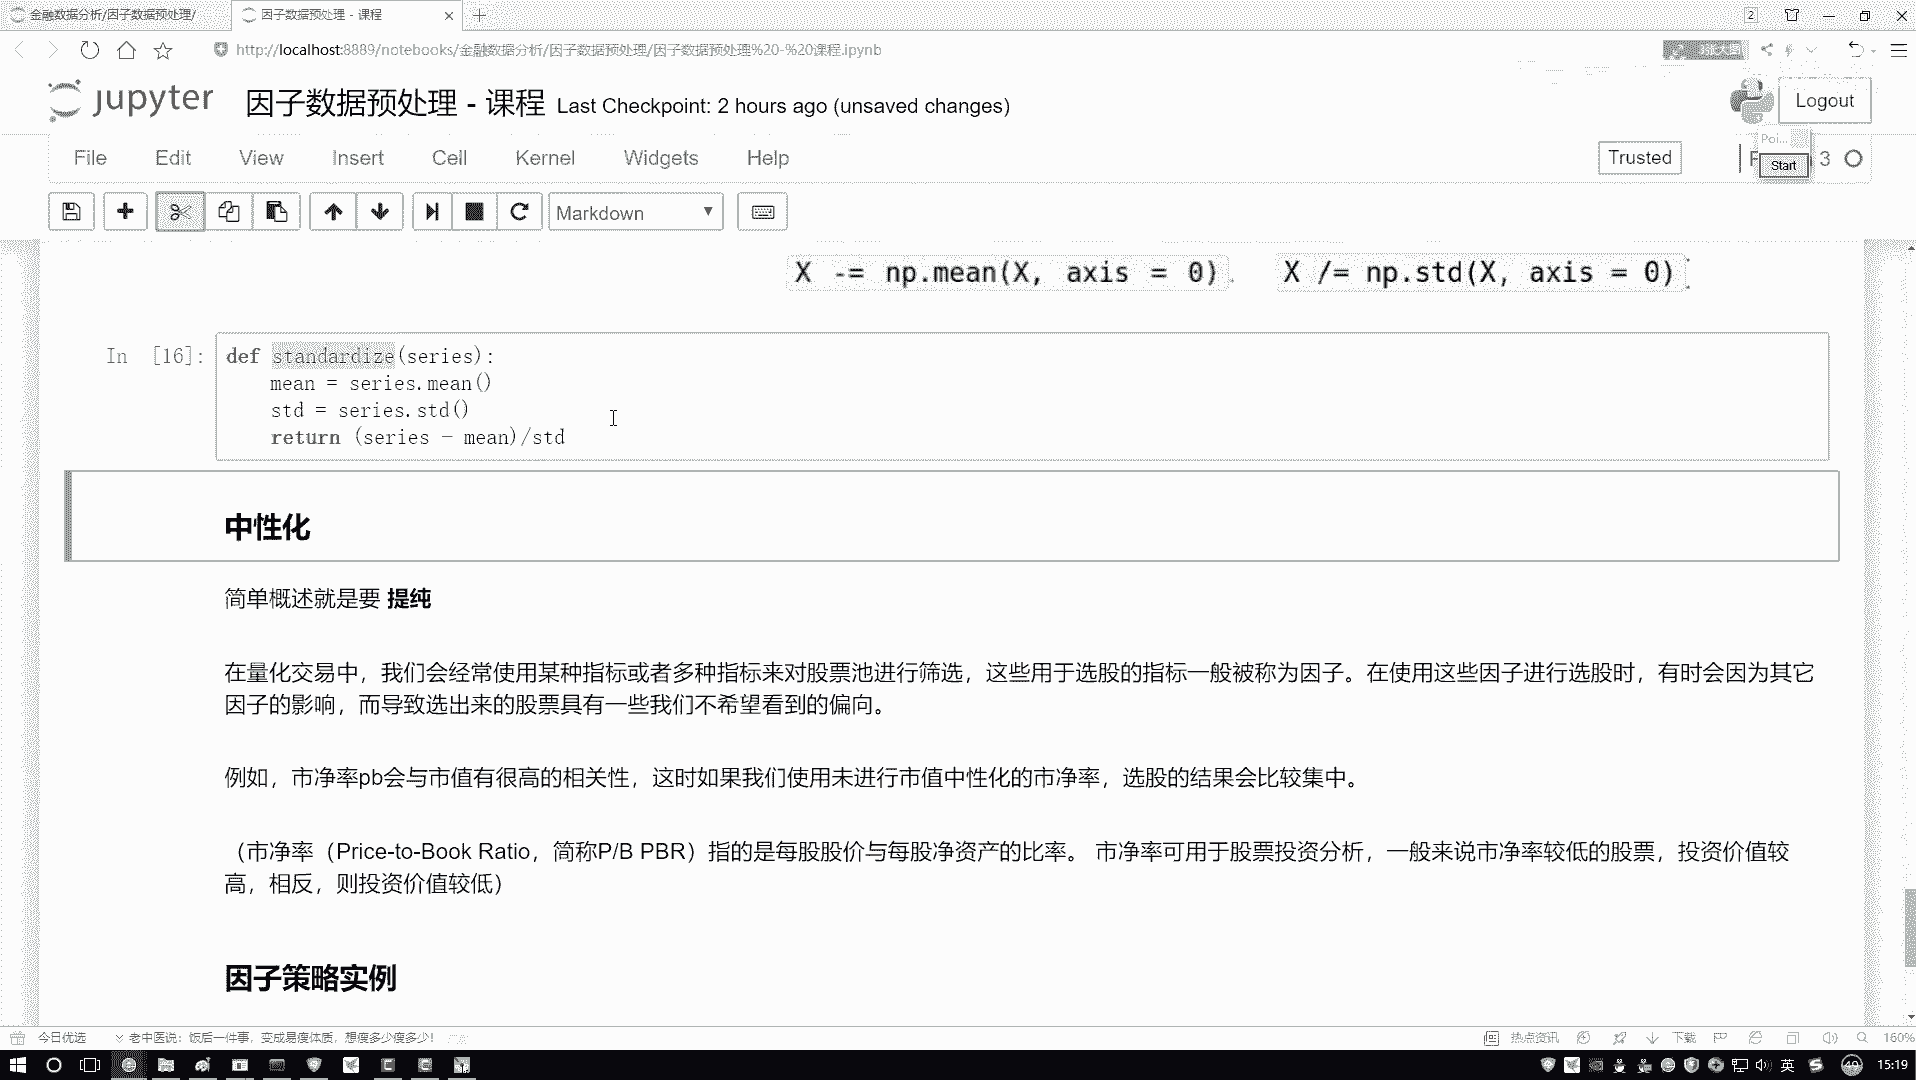 金融数据分析/因子数据预处理/
因子数据预处理 - 课程
2
http://localhost:8889/notebooks/金融数据分析/因子数据预处理/因子数据预处理%20-%20课程.ipynb
jupyter
因子数据预处理 - 课程 Last Checkpoint: 2 hours ago (unsaved changes)
Logout
File Edit View Insert Cell Kernel Widgets Help
Trusted
Poi...
Start
3
Markdown
X -= np.mean(X, axis = 0). X /= np.std(X, axis = 0).
In [16]:
def standardize(series):
mean = series.mean()
std = series.std()
return (series - mean)/std
中性化
简单概述就是要 提纯
在量化交易中，我们会经常使用某种指标或者多种指标来对股票池进行筛选，这些用于选股的指标一般被称为因子。在使用这些因子进行选股时，有时会因为其它
因子的影响，而导致选出来的股票具有一些我们不希望看到的偏向。
例如，市净率pb会与市值有很高的相关性，这时如果我们使用未进行市值中性化的市净率，选股的结果会比较集中。
（市净率（Price-to-Book Ratio，简称P/B PBR）指的是每股股价与每股净资产的比率。 市净率可用于股票投资分析，一般来说市净率较低的股票，投资价值较
高，相反，则投资价值较低）
因子策略实例
今日优选
老中医说：饭后一件事，变成易瘦体质，想瘦多少瘦多少！
热点资讯
下载
160%
英
15:19